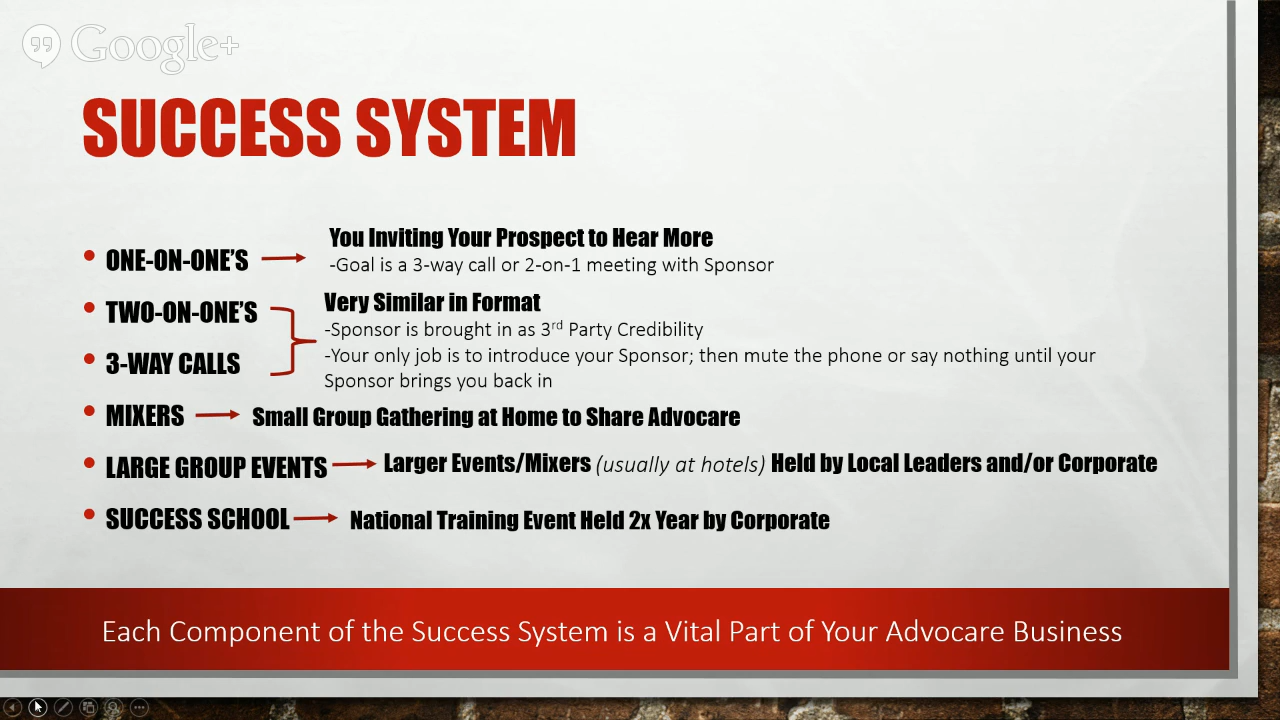 Google+
SUCCESS SYSTEM
• ONE-ON-ONE'S
You Inviting Your Prospect to Hear More
-Goal is a 3-way call or 2-on-1 meeting with Sponsor
• TWO-ON-ONE'S
• 3-WAY CALLS
Very Similar in Format
-Sponsor is brought in as 3rd Party Credibility
-Your only job is to introduce your Sponsor; then mute the phone or say nothing until your
Sponsor brings you back in
• MIXERS
Small Group Gathering at Home to Share Advocare
• LARGE GROUP EVENTS
Larger Events/Mixers (usually at hotels) Held by Local Leaders and/or Corporate
• SUCCESS SCHOOL
National Training Event Held 2x Year by Corporate
Each Component of the Success System is a Vital Part of Your Advocare Business